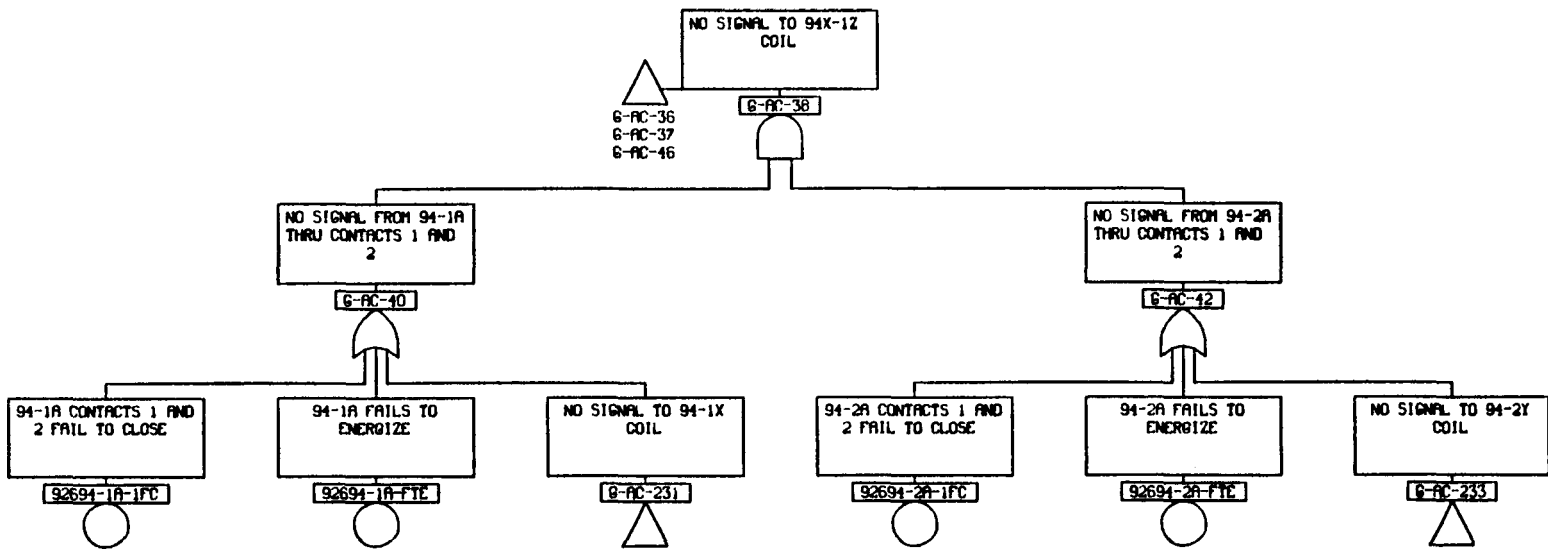 NO SIGNAL TO 94X-1Z
COIL
G-AC-38
G-AC-36
G-AC-37
G-AC-46
NO SIGNAL FROM 94-1A
THRU CONTACTS 1 AND
2
G-AC-40
NO SIGNAL FROM 94-2A
THRU CONTACTS 1 AND
2
G-AC-42
94-1A CONTACTS 1 AND
2 FAIL TO CLOSE
92694-1A-1FC
94-1A FAILS TO
ENERGIZE
92694-1A-FTE
NO SIGNAL TO 94-1X
COIL
G-AC-231
94-2A CONTACTS 1 AND
2 FAIL TO CLOSE
92694-2A-1FC
94-2A FAILS TO
ENERGIZE
92694-2A-FTE
NO SIGNAL TO 94-2Y
COIL
G-AC-233